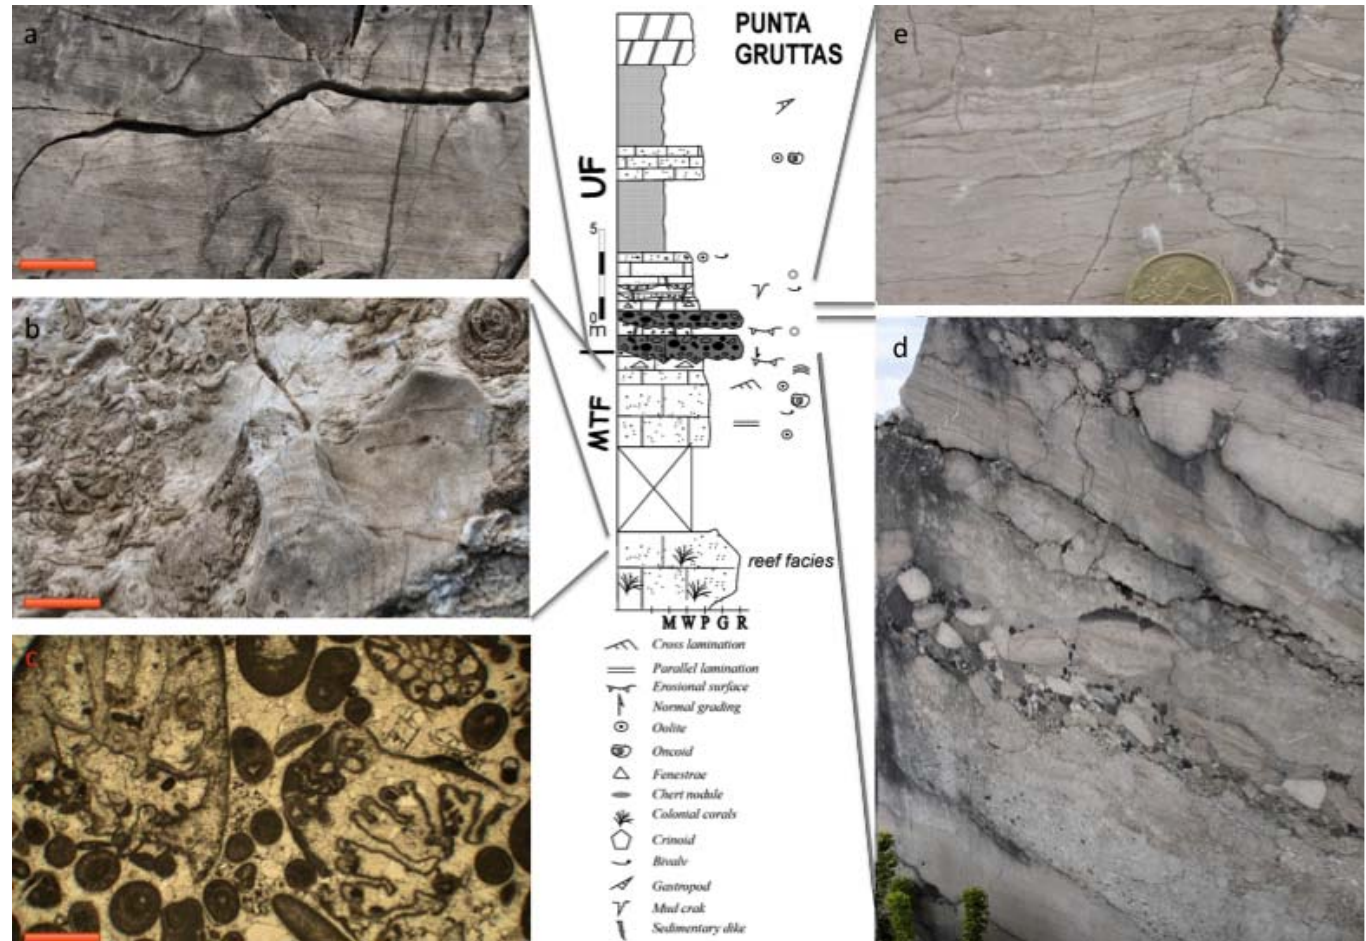 a
b
c
PUNTA
GRUTTAS
UF
5
0
m
MTF
reef facies
M W P G R
Cross lamination
Parallel lamination
Erosional surface
Normal grading
Oolite
Oncoid
Fenestrae
Chert nodule
Colonial corals
Crinoid
Bivalv
Gastropod
Mud crak
Sedimentary dike
e
d